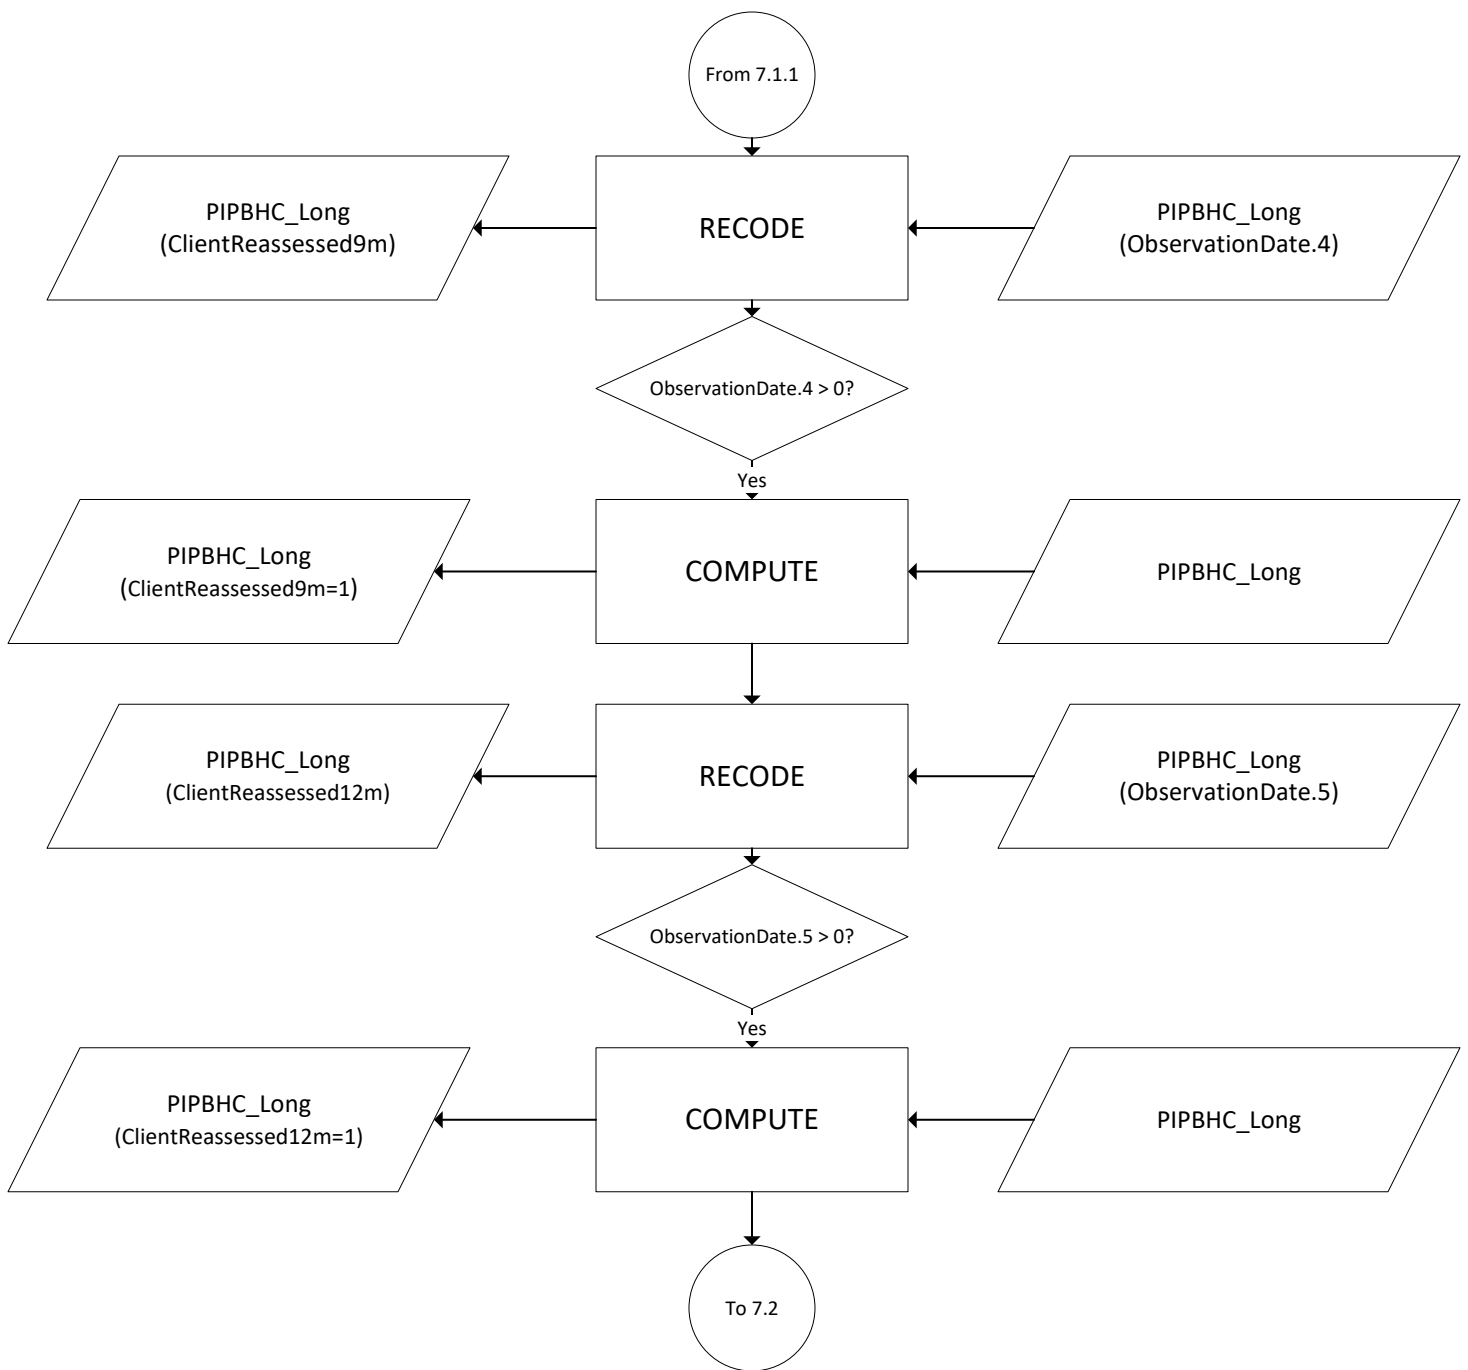 From 7.1.1
PIPBHC_Long
(ClientReassessed9m)
RECODE
PIPBHC_Long
(ObservationDate.4)
ObservationDate.4 > 0?
Yes
PIPBHC_Long
(ClientReassessed9m=1)
COMPUTE
PIPBHC_Long
PIPBHC_Long
(ClientReassessed12m)
RECODE
PIPBHC_Long
(ObservationDate.5)
ObservationDate.5 > 0?
Yes
PIPBHC_Long
(ClientReassessed12m=1)
COMPUTE
PIPBHC_Long
To 7.2